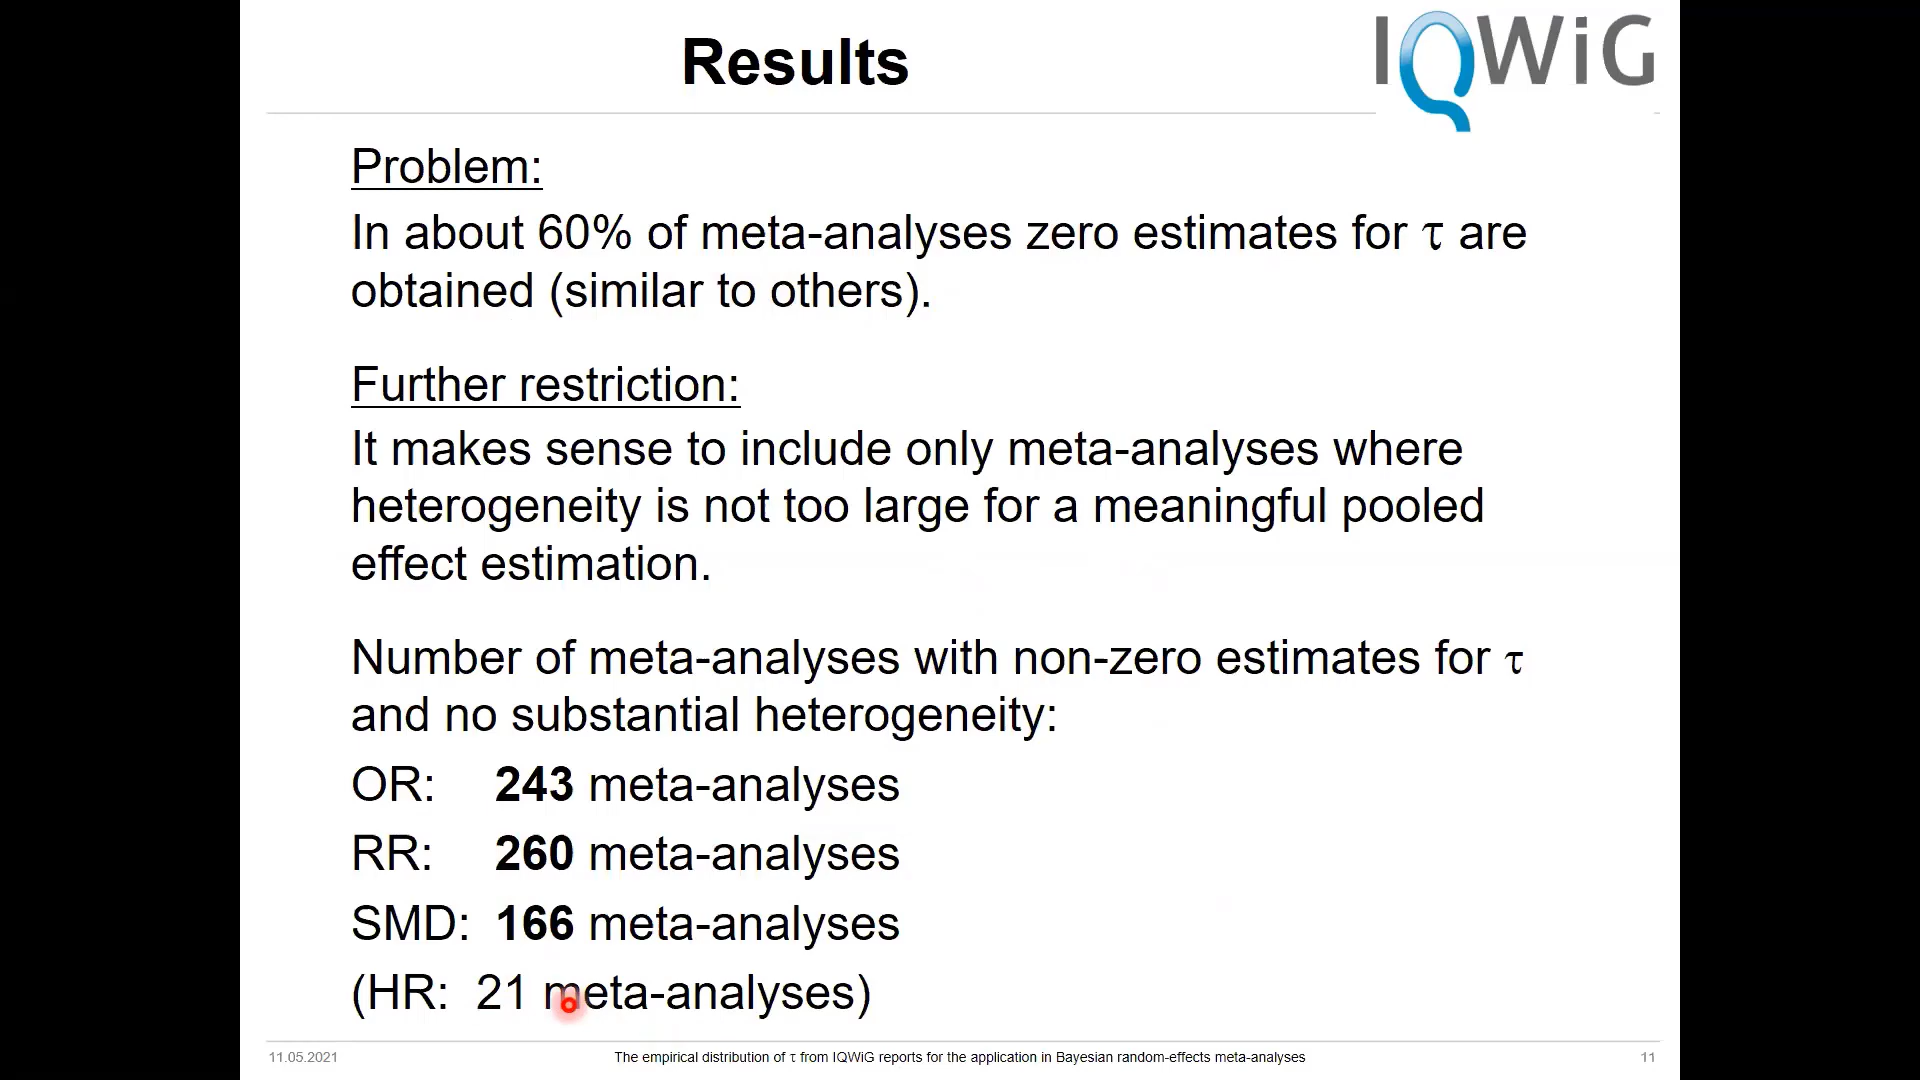 Results
IQWiG
Problem:
In about 60% of meta-analyses zero estimates for τ are
obtained (similar to others).
Further restriction:
It makes sense to include only meta-analyses where
heterogeneity is not too large for a meaningful pooled
effect estimation.
Number of meta-analyses with non-zero estimates for τ
and no substantial heterogeneity:
OR: 243 meta-analyses
RR: 260 meta-analyses
SMD: 166 meta-analyses
(HR: 21 meta-analyses)
11.05.2021
The empirical distribution of τ from IQWiG reports for the application in Bayesian random-effects meta-analyses
11